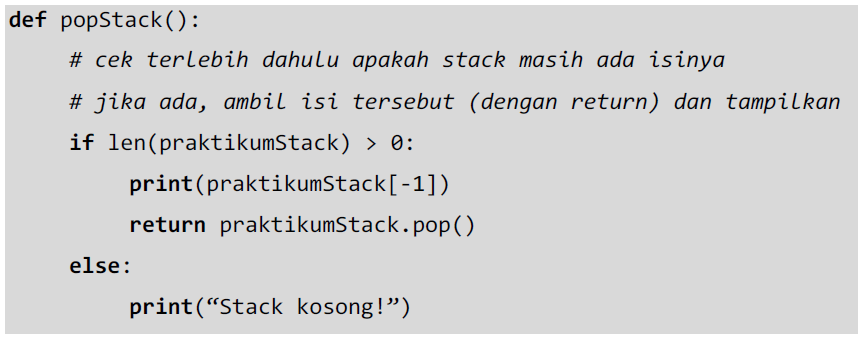 def popStack():
# cek terlebih dahulu apakah stack masih ada isinya
# jika ada, ambil isi tersebut (dengan return) dan tampilkan
if len(praktikumStack) > 0:
print(praktikumStack[-1])
return praktikumStack.pop()
else:
print(“Stack kosong!”)